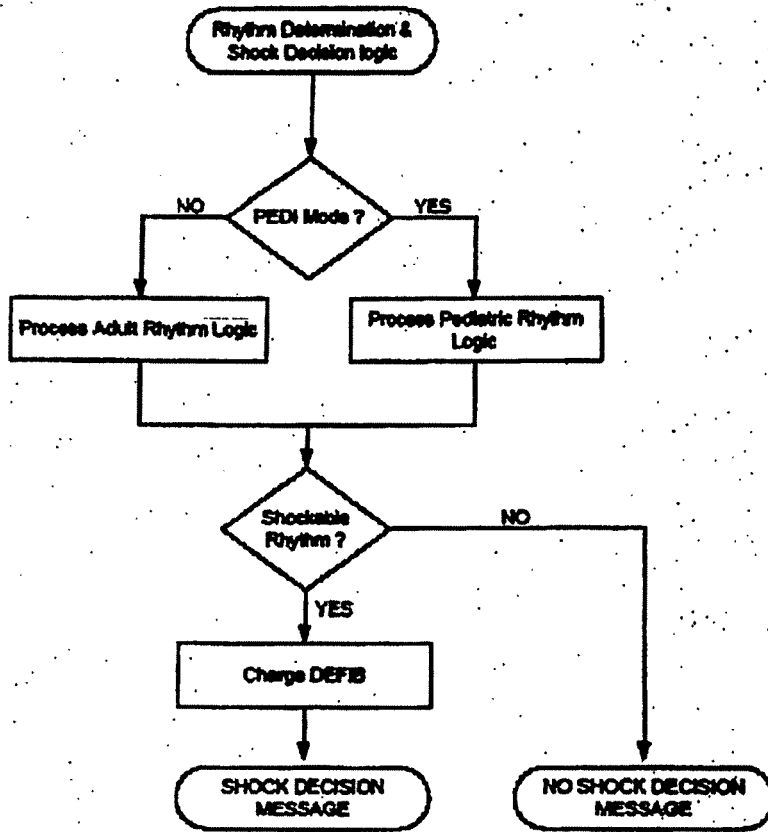 Rhythm Determination &
Shock Decision logic
PEDI Mode ?
NO
YES
Process Adult Rhythm Logic
Process Pediatric Rhythm
Logic
Shockable
Rhythm ?
NO
YES
Charge DEFIB
SHOCK DECISION
MESSAGE
NO SHOCK DECISION
MESSAGE